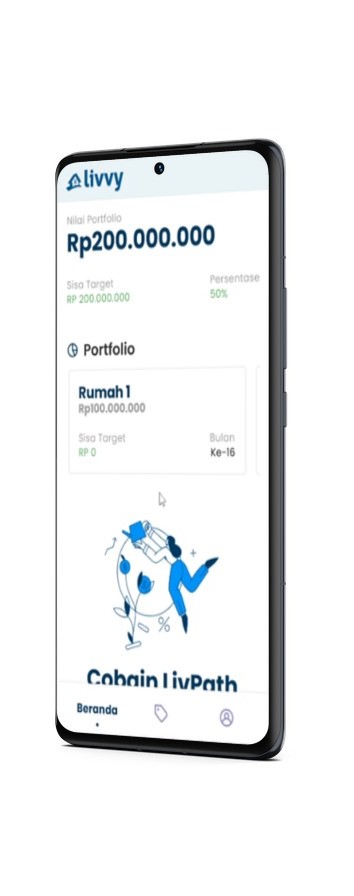 livvy
Nilai Portfolio
Rp200.000.000
Sisa Target Persentase
RP 200.000.000 50%
Portfolio
Rumah 1
Rp100.000.000
Sisa Target Bulan
RP 0 Ke-16
%
Cobain LivPath
Beranda